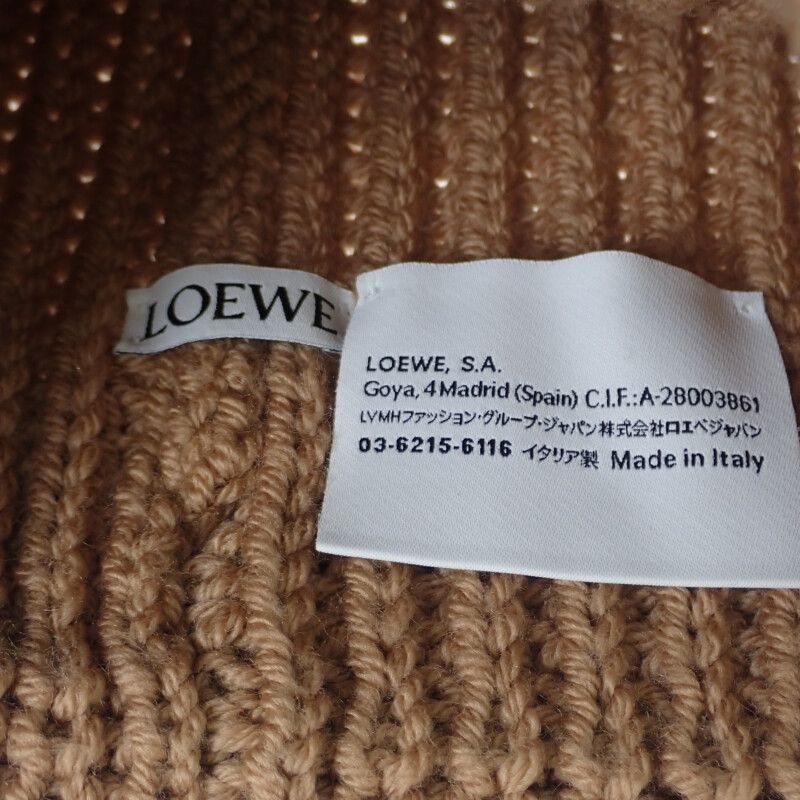 LOEWE
LOEWE, S.A.
Goya, 4 Madrid (Spain) C.I.F.:A-28003861
LVMHファッション・グループ・ジャパン株式会社ロエベジャパン
03-6215-6116 イタリア製 Made in Italy